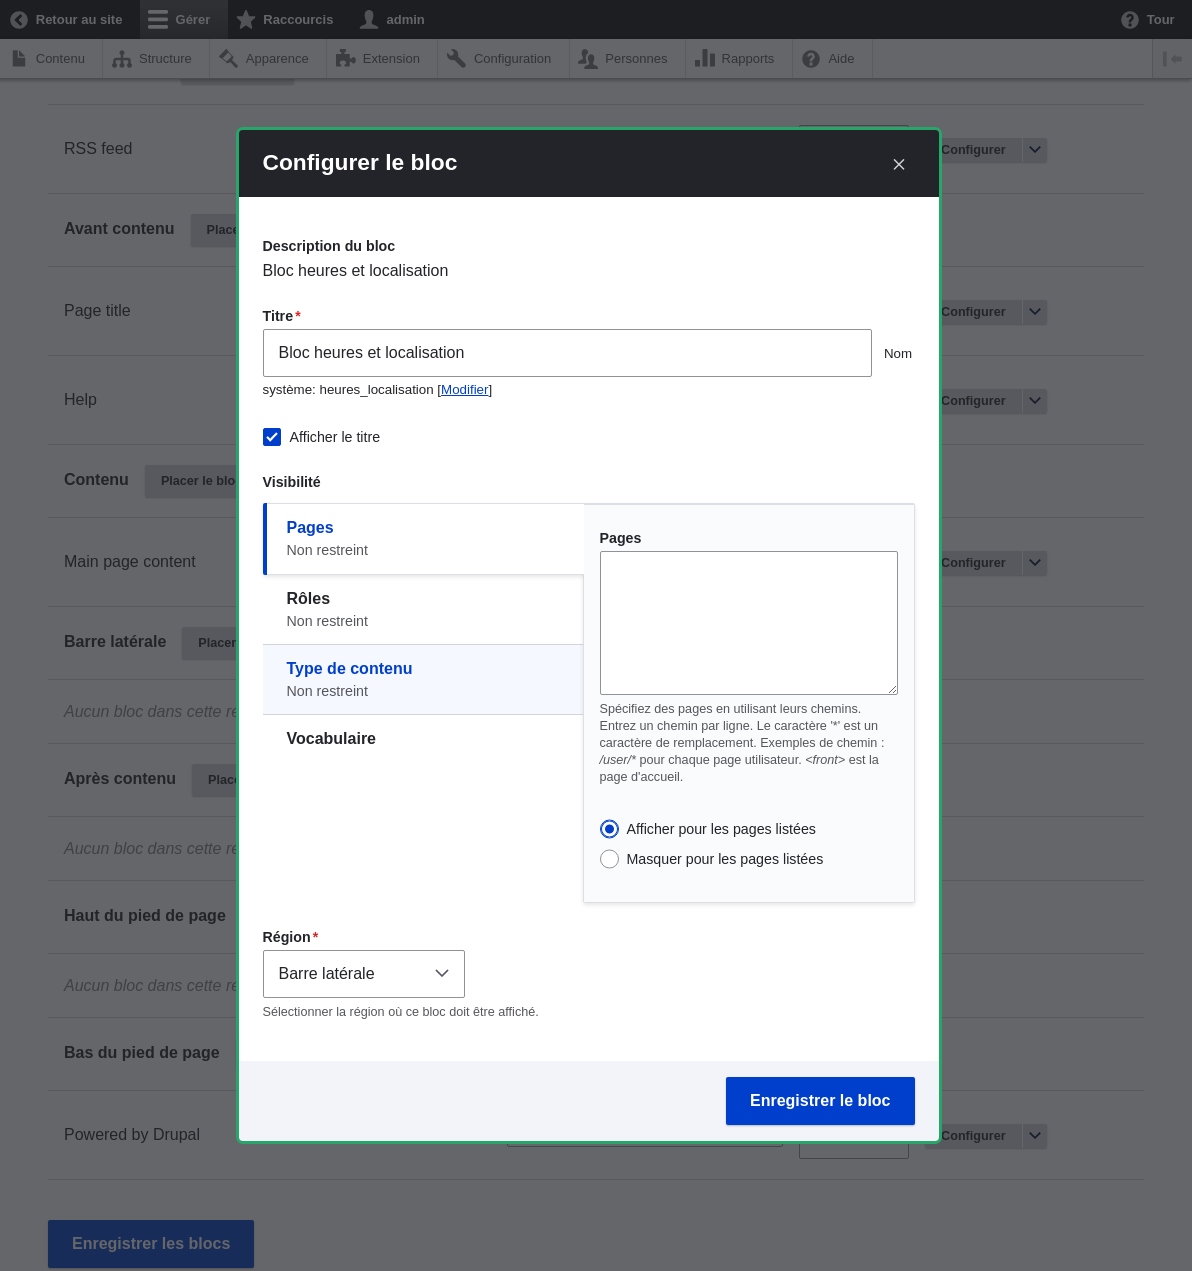 Retour au site
Gérer
Raccourcis
admin
Tour
Contenu
Structure
Apparence
Extension
Configuration
Personnes
Rapports
Aide
RSS feed
Configurer
Configurer le bloc
Avant contenu
Description du bloc
Bloc heures et localisation
Page title
Configurer
Titre*
Bloc heures et localisation
Nom
système: heures_localisation [Modifier]
Help
Configurer
Afficher le titre
Contenu
Placer le
Visibilité
Pages
Non restreint
Pages
Main page content
Configurer
Rôles
Non restreint
Barre latérale
Placer
Type de contenu
Non restreint
Aucun bloc dans cette
Spécifiez des pages en utilisant leurs chemins.
Entrez un chemin par ligne. Le caractère '*' est un
caractère de remplacement. Exemples de chemin :
/user/* pour chaque page utilisateur. <front> est la
page d'accueil.
Vocabulaire
Après contenu
Afficher pour les pages listées
Aucun bloc dans cette
Masquer pour les pages listées
Haut du pied de page
Région*
Barre latérale
Aucun bloc dans cette
Sélectionner la région où ce bloc doit être affiché.
Bas du pied de page
Enregistrer le bloc
Powered by Drupal
Configurer
Enregistrer les blocs